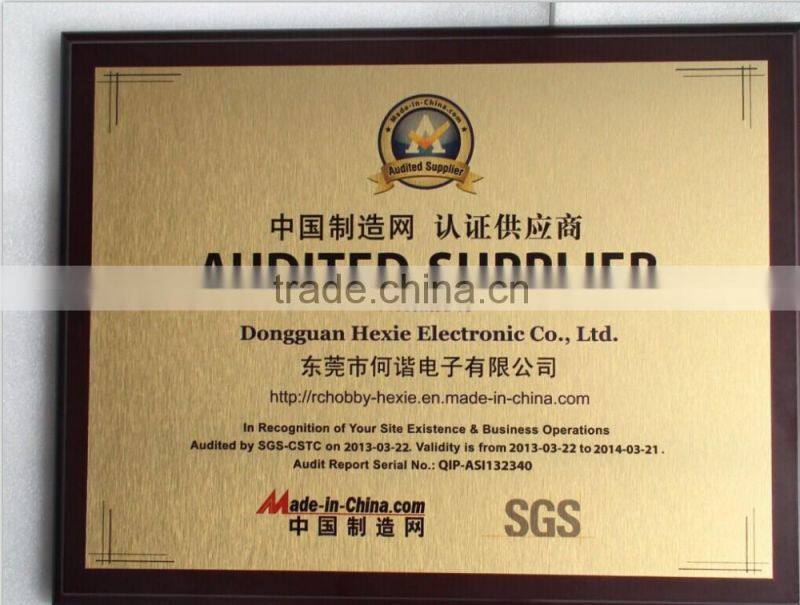 Made-in-China.com
A
Audited Supplier
中国制造网 认证供应商
AUDITED SUPPLIER
trade.china.cn
Dongguan Hexie Electronic Co., Ltd.
东莞市何谐电子有限公司
http://rchobby-hexie.en.made-in-china.com
In Recognition of Your Site Existence & Business Operations
Audited by SGS-CSTC on 2013-03-22. Validity is from 2013-03-22 to 2014-03-21.
Audit Report Serial No.: QIP-ASI132340
Made-in-China.com
中国制造网
SGS